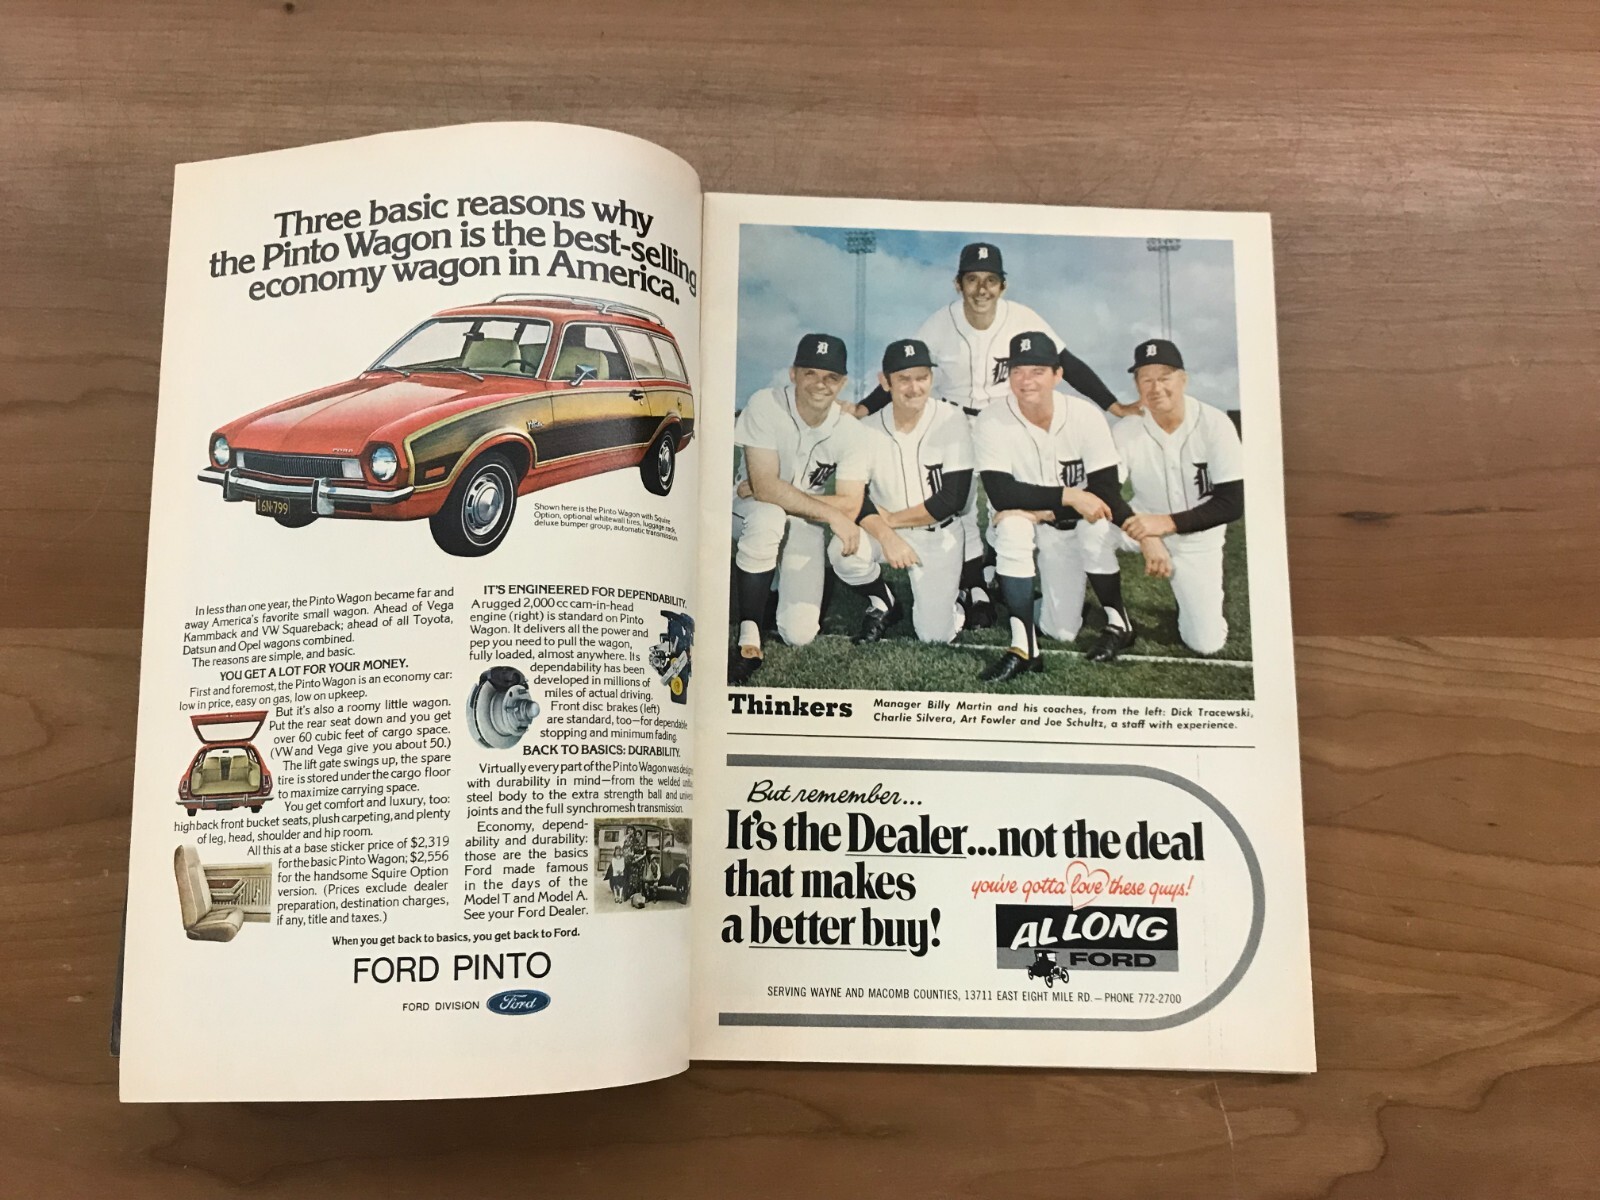 Three basic reasons why
the Pinto Wagon is the best-selling
economy wagon in America.
16N·799
Shown here is the Pinto Wagon with Squire
Option, optional whitewall tires, luggage rack,
deluxe bumper group, automatic transmission.
In less than one year, the Pinto Wagon became far and
away America's favorite small wagon. Ahead of Vega
Kammback and VW Squareback; ahead of all Toyota,
Datsun and Opel wagons combined.
The reasons are simple, and basic.
YOU GET A LOT FOR YOUR MONEY.
First and foremost, the Pinto Wagon is an economy car:
low in price, easy on gas, low on upkeep.
But it's also a roomy little wagon.
Put the rear seat down and you get
over 60 cubic feet of cargo space.
(VW and Vega give you about 50.)
The lift gate swings up, the spare
tire is stored under the cargo floor
to maximize carrying space.
You get comfort and luxury, too:
highback front bucket seats, plush carpeting, and plenty
of leg, head, shoulder and hip room.
All this at a base sticker price of $2,319
for the basic Pinto Wagon; $2,556
for the handsome Squire Option
version. (Prices exclude dealer
preparation, destination charges,
if any, title and taxes.)
IT'S ENGINEERED FOR DEPENDABILITY.
A rugged 2,000 cc cam-in-head
engine (right) is standard on Pinto
Wagon. It delivers all the power and
pep you need to pull the wagon,
fully loaded, almost anywhere. Its
dependability has been
developed in millions of
miles of actual driving.
Front disc brakes (left)
are standard, too—for dependable
stopping and minimum fading.
BACK TO BASICS: DURABILITY.
Virtually every part of the Pinto Wagon was
with durability in mind—from the welded
steel body to the extra strength ball and
joints and the full synchromesh transmission.
Economy, depend-
ability and durability:
those are the basics
Ford made famous
in the days of the
Model T and Model A.
See your Ford Dealer.
When you get back to basics, you get back to Ford.
FORD PINTO
FORD DIVISION Ford
Thinkers
Manager Billy Martin and his coaches, from the left: Dick Tracewski,
Charlie Silvera, Art Fowler and Joe Schultz, a staff with experience.
But remember...
It's the Dealer...not the deal
that makes
a better buy!
you've gotta love these guys!
AL LONG
FORD
SERVING WAYNE AND MACOMB COUNTIES, 13711 EAST EIGHT MILE RD. – PHONE 772-2700